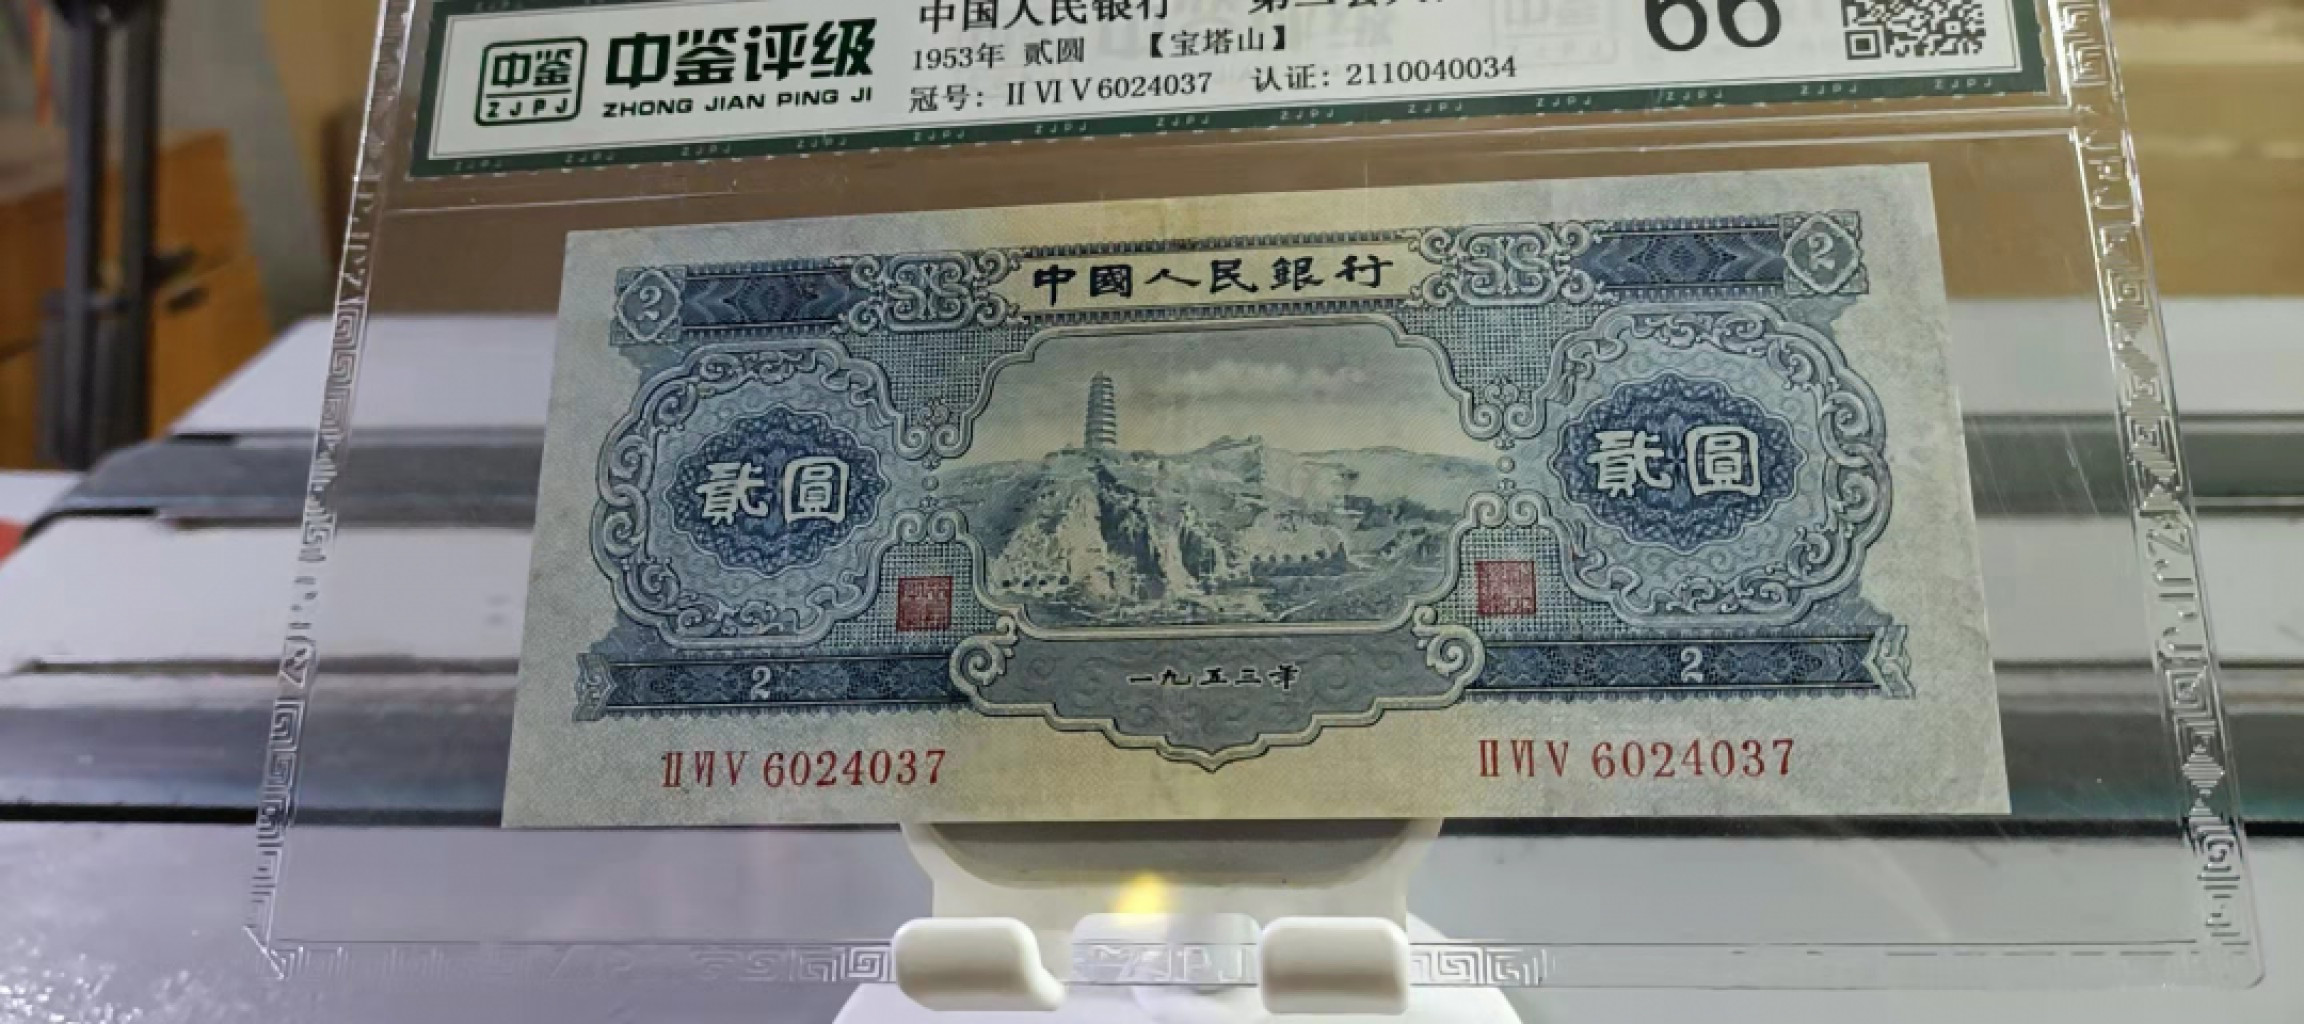 中国人民银行
66
中鉴 中鉴评级
1953年 贰圆 【宝塔山】
ZJPJ ZHONG JIAN PING JI
冠号: II VI V 6024037 认证: 2110040034
2 中國人民銀行 2
貳圓 貳圓
一九五三年
2 2
II VI V 6024037 II VI V 6024037
ZJPJ